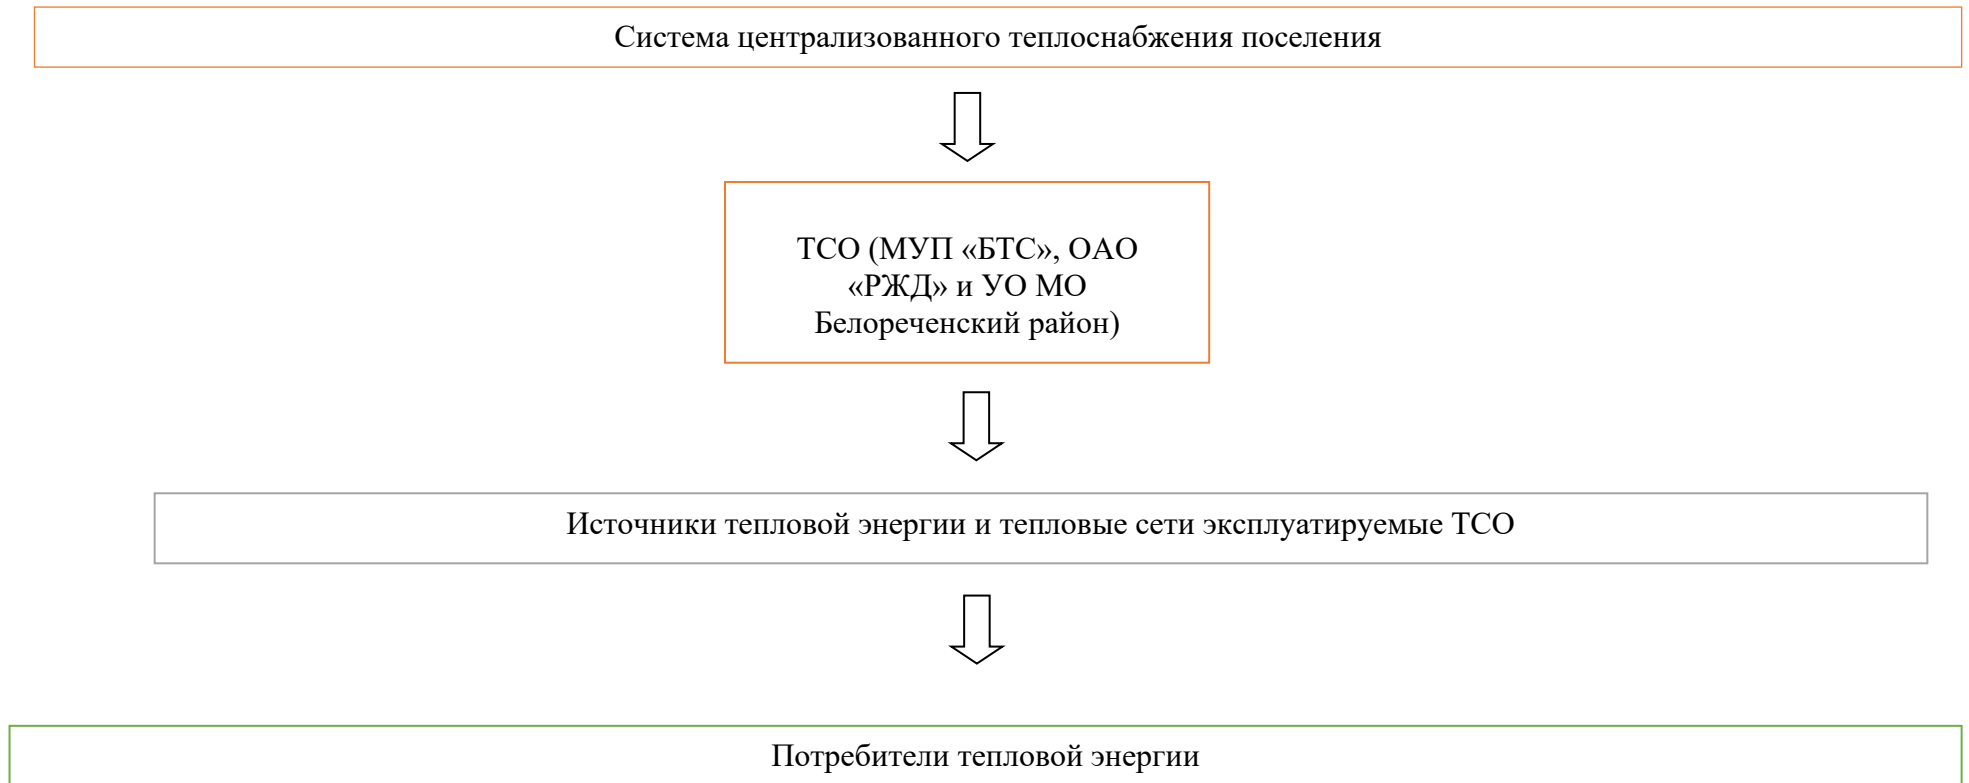 Система централизованного теплоснабжения поселения
ТСО (МУП «БТС», ОАО
«РЖД» и УО МО
Белореченский район)
Источники тепловой энергии и тепловые сети эксплуатируемые ТСО
Потребители тепловой энергии